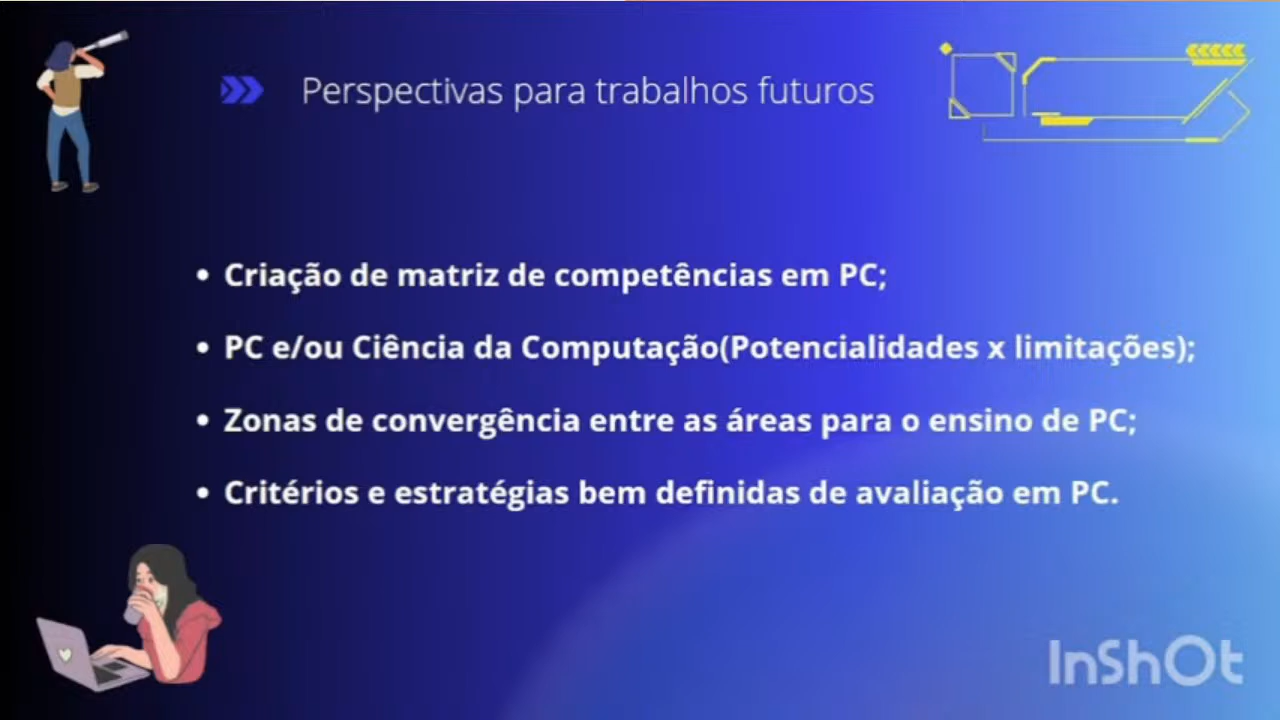 Perspectivas para trabalhos futuros
• Criação de matriz de competências em PC;
• PC e/ou Ciência da Computação(Potencialidades x limitações);
• Zonas de convergência entre as áreas para o ensino de PC;
• Critérios e estratégias bem definidas de avaliação em PC.
InShOt